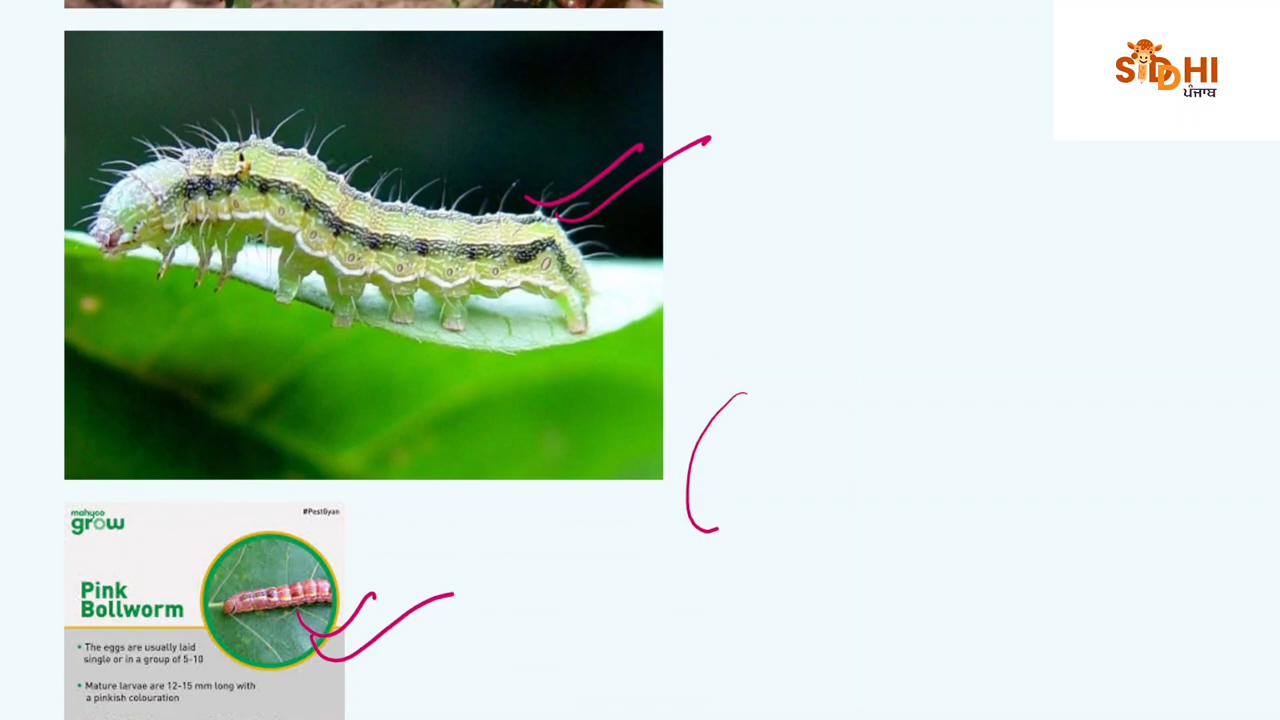 SIDDHI
ਪੰਜਾਬ
mahyco
grow
#PestGyan
Pink
Bollworm
• The eggs are usually laid
single or in a group of 5-10
• Mature larvae are 12-15 mm long with
a pinkish colouration